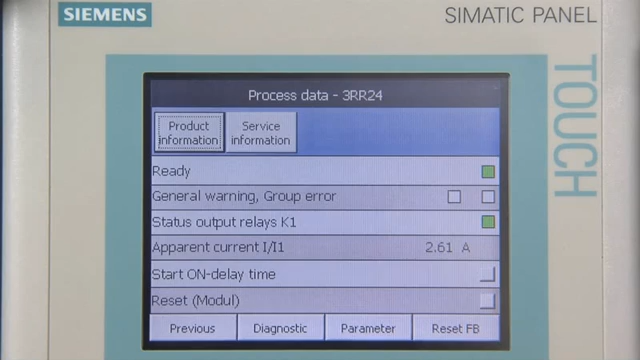 SIEMENS
SIMATIC PANEL
TOUCH
Process data - 3RR24
Product information
Service information
Ready
General warning, Group error
Status output relays K1
Apparent current I/I1 2.61 A
Start ON-delay time
Reset (Modul)
Previous Diagnostic Parameter Reset FB